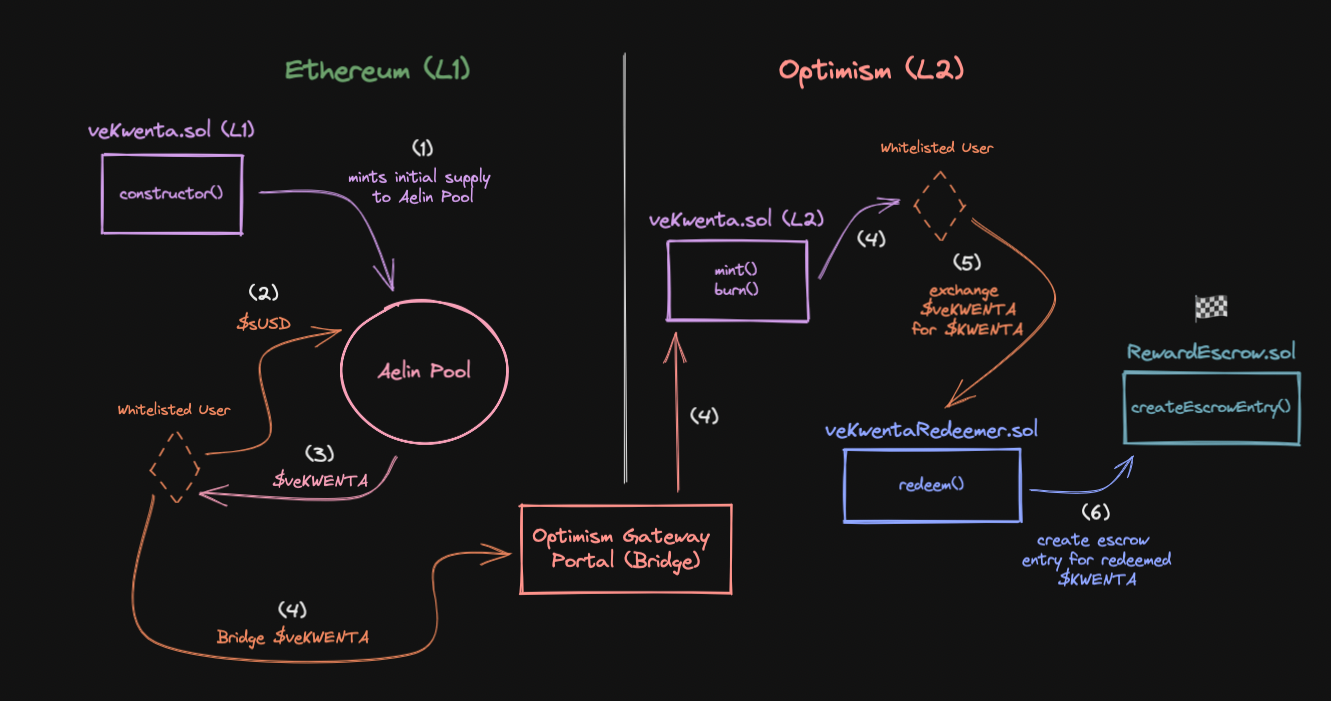 Ethereum (L1)
veKwenta.sol (L1)
constructor()
(1)
mints initial supply
to Aelin Pool
(2)
$sUSD
Aelin Pool
Whitelisted User
(3)
$veKWENTA
(4)
Bridge $veKWENTA
Optimism Gateway
Portal (Bridge)
(4)
Optimism (L2)
veKwenta.sol (L2)
mint()
burn()
(4)
Whitelisted User
(5)
exchange
$veKWENTA
for $KWENTA
veKwentaRedeemer.sol
redeem()
(6)
create escrow
entry for redeemed
$KWENTA
RewardEscrow.sol
createEscrowEntry()